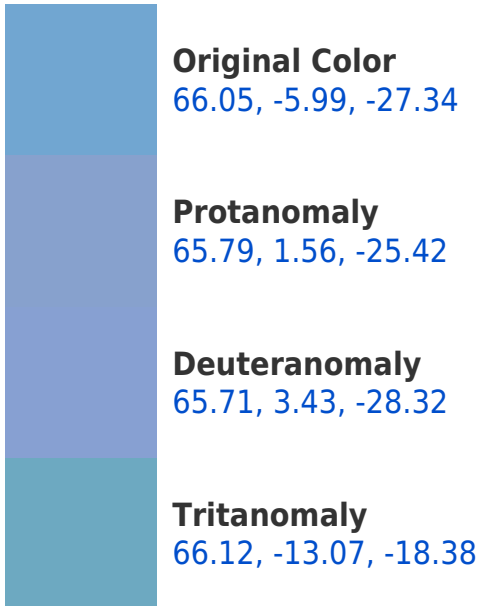 Original Color
66.05, -5.99, -27.34
Protanomaly
65.79, 1.56, -25.42
Deuteranomaly
65.71, 3.43, -28.32
Tritanomaly
66.12, -13.07, -18.38